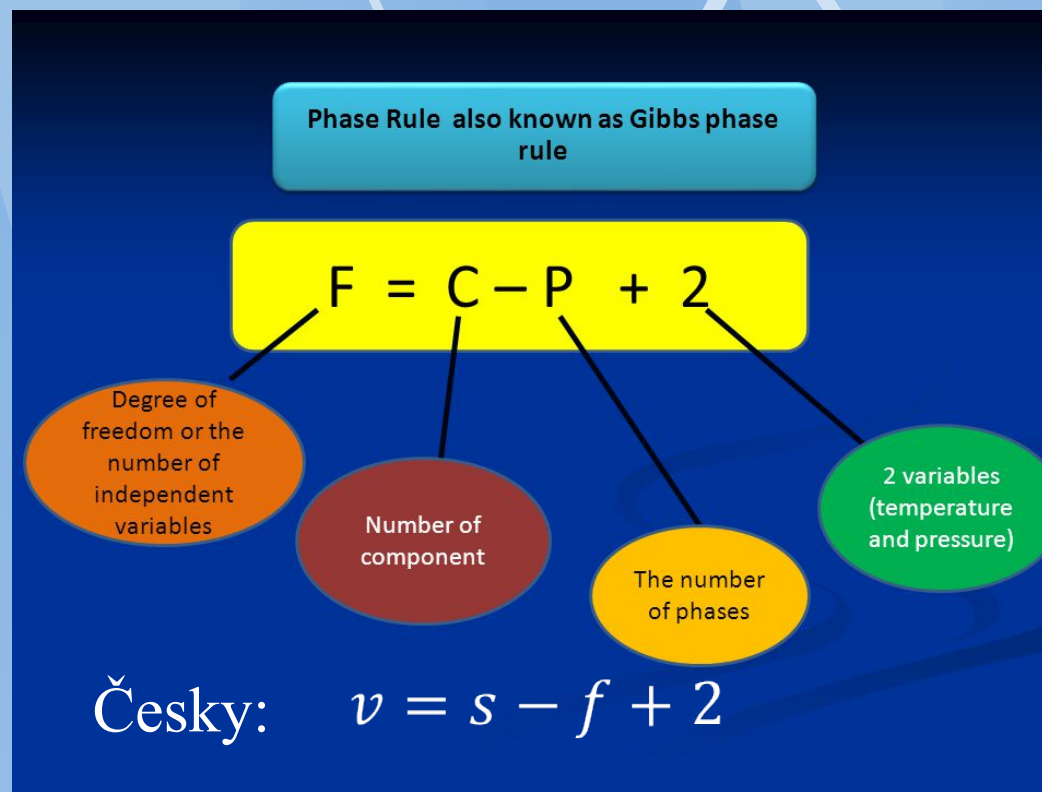 Phase Rule also known as Gibbs phase
rule
F = C – P + 2
Degree of
freedom or the
number of
independent
variables
Number of
component
The number
of phases
2 variables
(temperature
and pressure)
Česky: v = s − f + 2